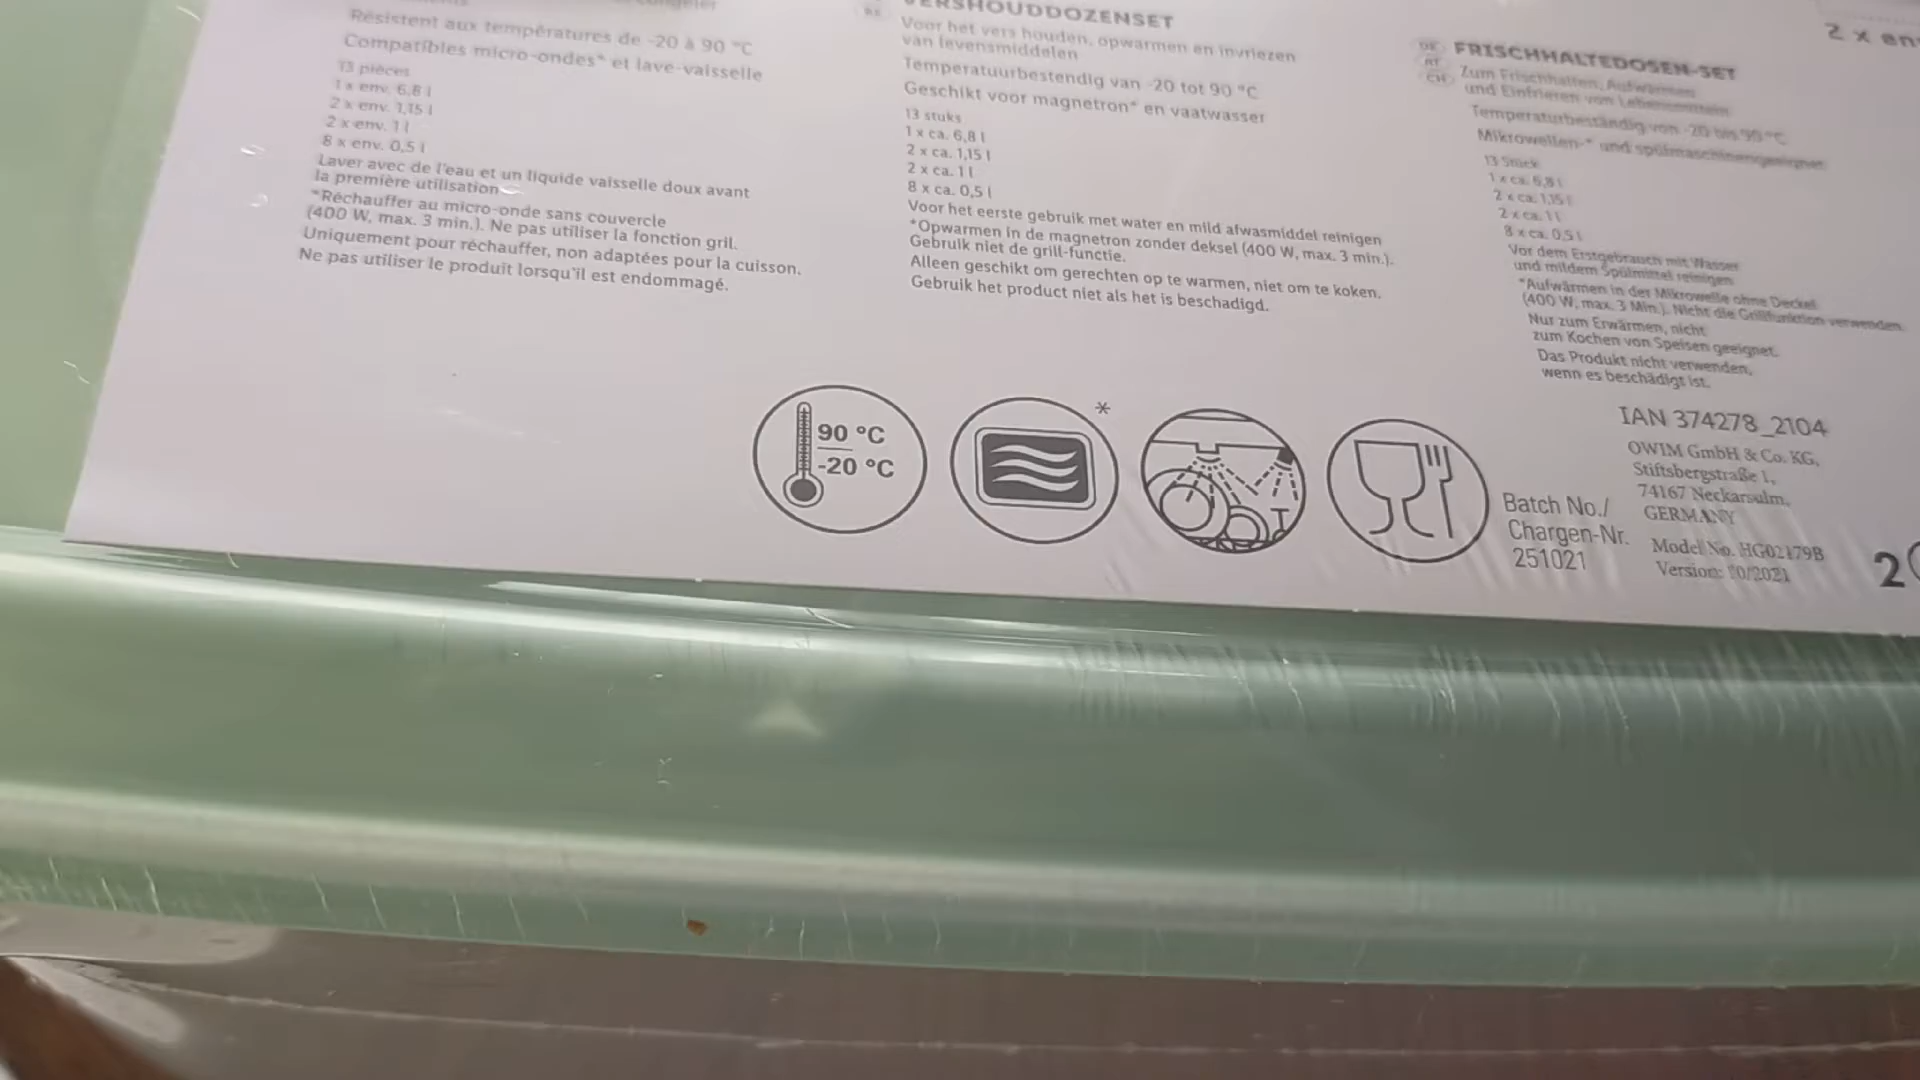 Résistent aux températures de -20 à 90 °C
Compatibles micro-ondes* et lave-vaisselle
13 pièces
1 x env. 6,8 l
2 x env. 1,15 l
2 x env. 1 l
8 x env. 0,5 l
Laver avec de l'eau et un liquide vaisselle doux avant
la première utilisation
*Réchauffer au micro-onde sans couvercle
(400 W, max. 3 min.). Ne pas utiliser la fonction gril.
Uniquement pour réchauffer, non adaptées pour la cuisson.
Ne pas utiliser le produit lorsqu'il est endommagé.
VERSHOUDDOZENSET
Voor het vers houden, opwarmen en invriezen
van levensmiddelen
Temperatuurbestendig van -20 tot 90 °C
Geschikt voor magnetron* en vaatwasser
13 stuks
1 x ca. 6,8 l
2 x ca. 1,15 l
2 x ca. 1 l
8 x ca. 0,5 l
Voor het eerste gebruik met water en mild afwasmiddel reinigen
*Opwarmen in de magnetron zonder deksel (400 W, max. 3 min.).
Gebruik niet de grill-functie.
Alleen geschikt om gerechten op te warmen, niet om te koken.
Gebruik het product niet als het is beschadigd.
DE
AT
CH
FRISCHHALTEDOSEN-SET
Zum Frischhalten, Aufwärmen
und Einfrieren von Lebensmitteln
Temperaturbeständig von -20 bis 90 °C
Mikrowellen-* und spülmaschinengeeignet
13 Stück
1 x ca. 6,8 l
2 x ca. 1,15 l
2 x ca. 1 l
8 x ca. 0,5 l
Vor dem Erstgebrauch mit Wasser
und mildem Spülmittel reinigen
*Aufwärmen in der Mikrowelle ohne Deckel
(400 W, max. 3 Min.). Nicht die Grillfunktion verwenden.
Nur zum Erwärmen, nicht
zum Kochen von Speisen geeignet.
Das Produkt nicht verwenden,
wenn es beschädigt ist.
2 x env
90 °C
-20 °C
*
IAN 374278_2104
OWIM GmbH & Co. KG,
Stiftsbergstraße 1,
74167 Neckarsulm,
GERMANY
Batch No./
Chargen-Nr.
251021
Model No. HG02179B
Version: 10/2021
2